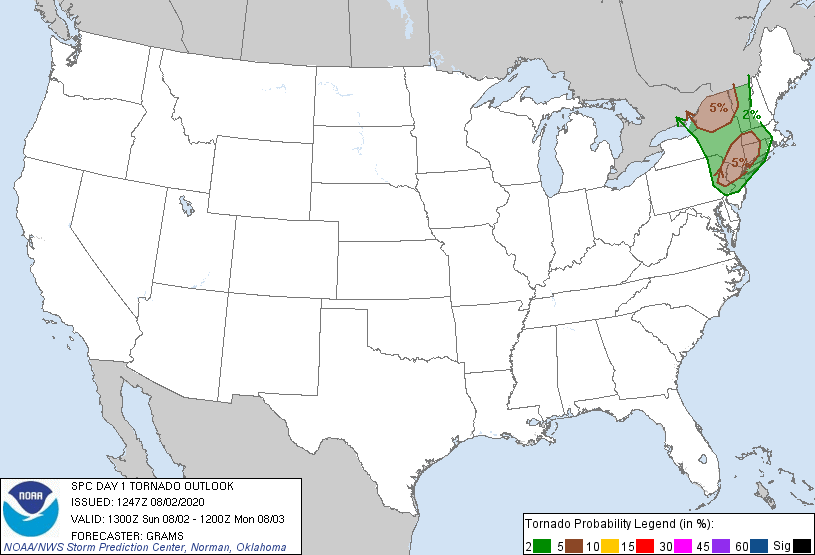 5%
2%
5%
NOAA
SPC DAY 1 TORNADO OUTLOOK
ISSUED: 1247Z 08/02/2020
VALID: 1300Z Sun 08/02 - 1200Z Mon 08/03
FORECASTER: GRAMS
NOAA/NWS Storm Prediction Center, Norman, Oklahoma
Tornado Probability Legend (in %):
2 5 10 15 30 45 60 Sig